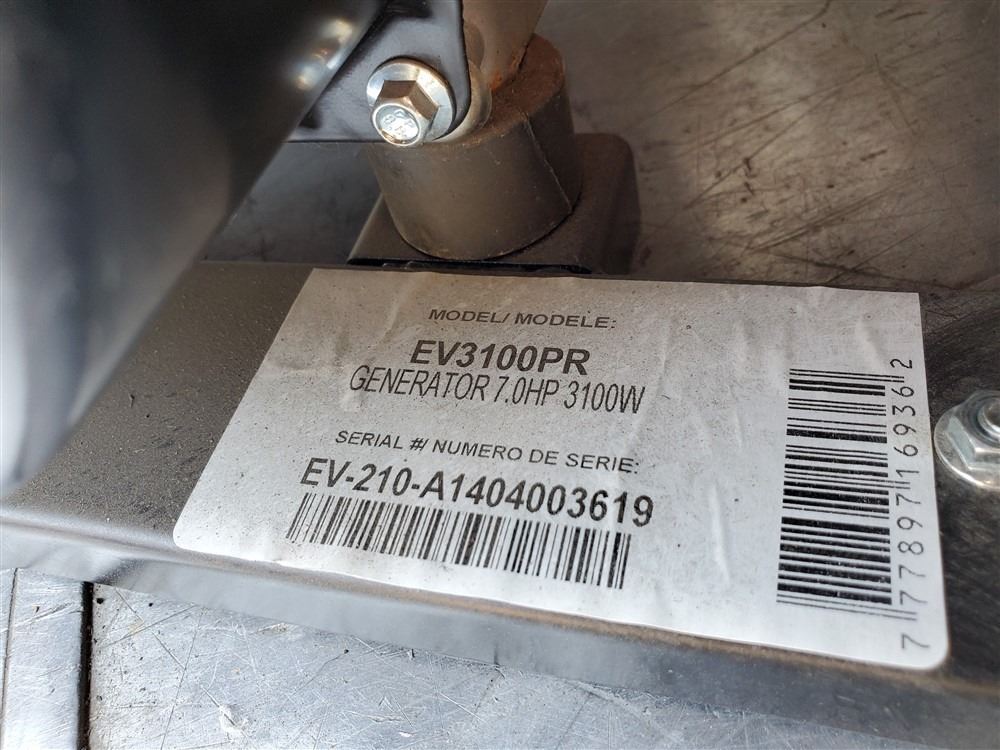 MODEL/ MODELE:
EV3100PR
GENERATOR 7.0HP 3100W
SERIAL #/ NUMERO DE SERIE:
EV-210-A1404003619
7 77897 16936 2